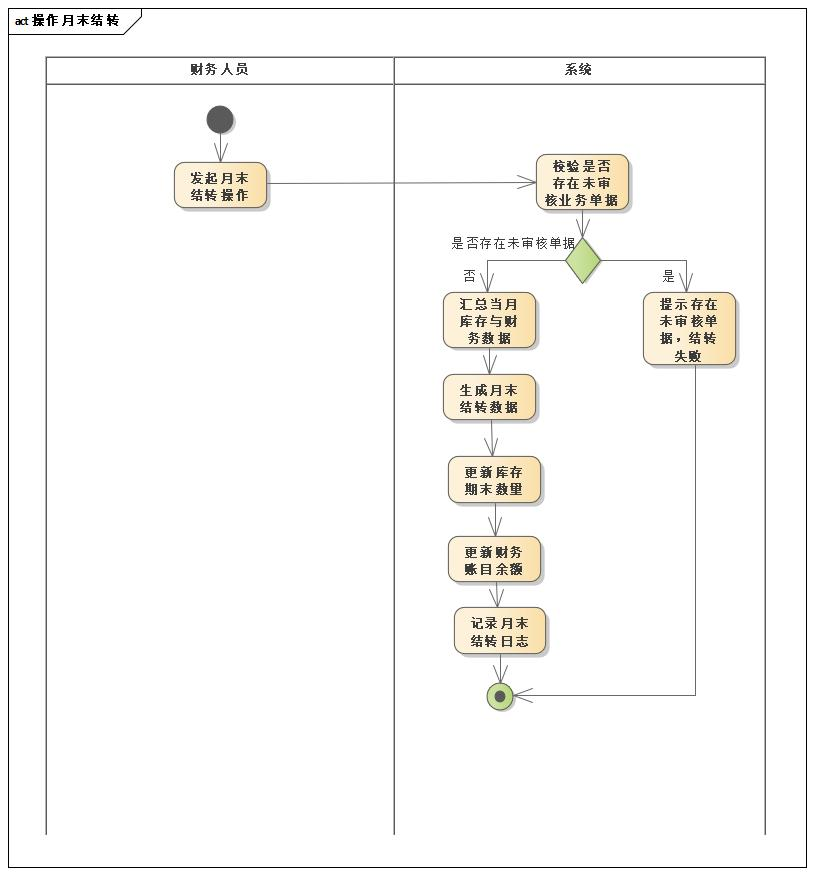 act 操作月末结转
财务人员
系统
发起月末
结转操作
校验是否
存在未审
核业务单据
是否存在未审核单据
否
是
汇总当月
库存与财
务数据
提示存在
未审核单
据，结转
失败
生成月末
结转数据
更新库存
期末数量
更新财务
账目余额
记录月末
结转日志